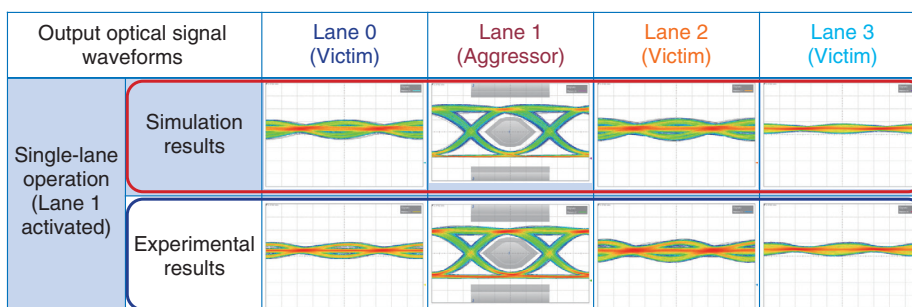 Output optical signal
waveforms
Lane 0
(Victim)
Lane 1
(Aggressor)
Lane 2
(Victim)
Lane 3
(Victim)
Single-lane
operation
(Lane 1
activated)
Simulation
results
Experimental
results